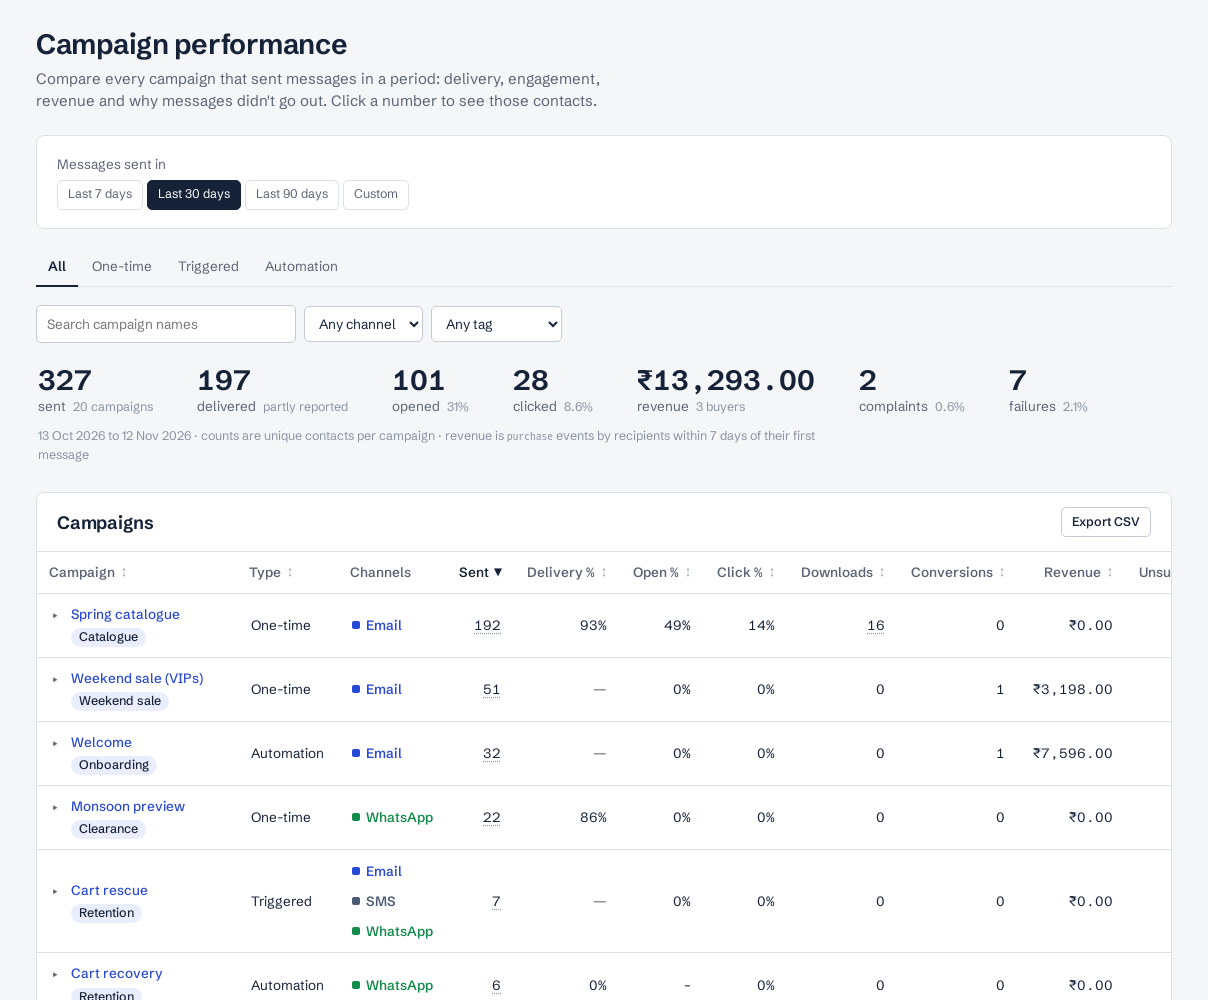 Campaign performance
Compare every campaign that sent messages in a period: delivery, engagement,
revenue and why messages didn't go out. Click a number to see those contacts.
Messages sent in
Last 7 days Last 30 days Last 90 days Custom
All One-time Triggered Automation
Search campaign names Any channel Any tag
327 197 101 28 ₹13,293.00 2 7
sent 20 campaigns delivered partly reported opened 31% clicked 8.6% revenue 3 buyers complaints 0.6% failures 2.1%
13 Oct 2026 to 12 Nov 2026 · counts are unique contacts per campaign · revenue is purchase events by recipients within 7 days of their first
message
Campaigns Export CSV
Campaign ↕ Type ↕ Channels Sent ▼ Delivery % ↕ Open % ↕ Click % ↕ Downloads ↕ Conversions ↕ Revenue ↕ Unsu
▸ Spring catalogue
Catalogue
One-time Email 192 93% 49% 14% 16 0 ₹0.00
▸ Weekend sale (VIPs)
Weekend sale
One-time Email 51 — 0% 0% 0 1 ₹3,198.00
▸ Welcome
Onboarding
Automation Email 32 — 0% 0% 0 1 ₹7,596.00
▸ Monsoon preview
Clearance
One-time WhatsApp 22 86% 0% 0% 0 0 ₹0.00
▸ Cart rescue
Retention
Triggered
Email
SMS
WhatsApp
7 — 0% 0% 0 0 ₹0.00
▸ Cart recovery
Retention
Automation WhatsApp 6 0% - 0% 0 0 ₹0.00